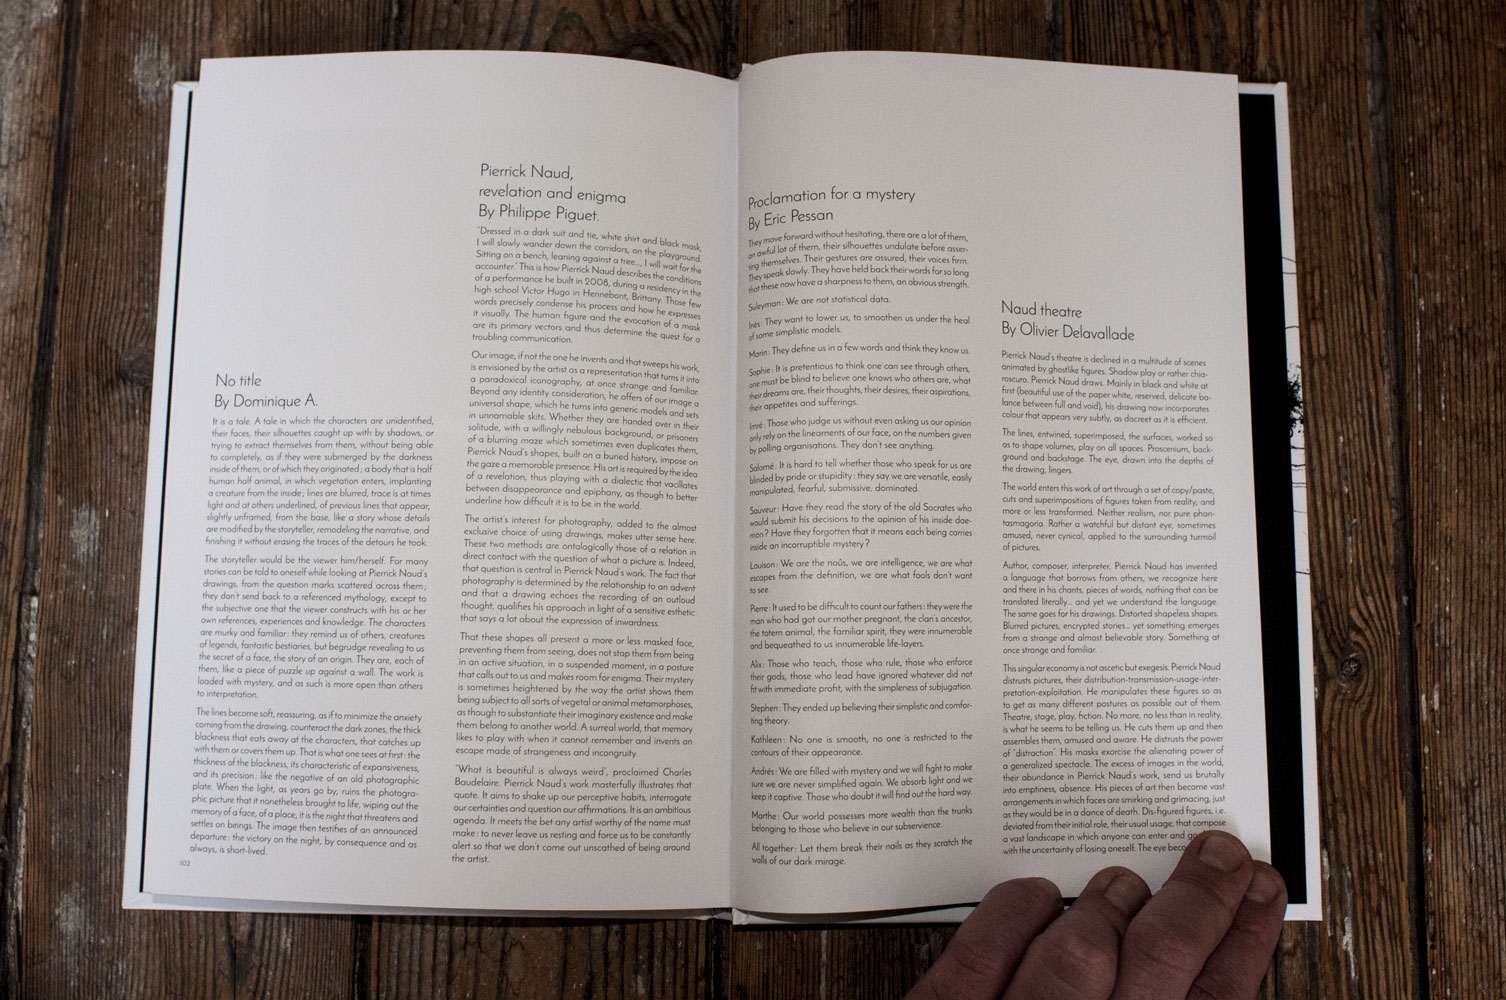 No title
By Dominique A.
It is a tale. A tale in which the characters are unidentified,
their faces, their silhouettes caught up with by shadows, or
trying to extract themselves from them, without being able
to completely, as if they were submerged by the darkness
inside of them, or of which they originated ; a body that is half
human half animal, in which vegetation enters, implanting
a creature from the inside ; lines are blurred, trace is at times
light and at others underlined, of previous lines that appear,
slightly unframed, from the base, like a story whose details
are modified by the storyteller, remodeling the narrative, and
finishing it without erasing the traces of the detours he took.
The storyteller would be the viewer him/herself. For many
stories can be told to oneself while looking at Pierrick Naud's
drawings, from the question marks scattered across them ;
they don't send back to a referenced mythology, except to
the subjective one that the viewer constructs with his or her
own references, experiences and knowledge. The characters
are murky and familiar : they remind us of others, creatures
of legends, fantastic bestiaries, but begrudge revealing to us
the secret of a face, the story of an origin. They are, each of
them, like a piece of puzzle up against a wall. The work is
loaded with mystery, and as such is more open than others
to interpretation.
The lines become soft, reassuring, as if to minimize the anxiety
coming from the drawing, counteract the dark zones, the thick
blackness that eats away at the characters, that catches up
with them or covers them up. That is what one sees at first : the
thickness of the blackness, its characteristic of expansiveness,
and its precision : like the negative of an old photographic
plate. When the light, as years go by, ruins the photogra-
phic picture that it nonetheless brought to life, wiping out the
memory of a face, of a place, it is the night that threatens and
settles on beings. The image then testifies of an announced
departure : the victory on the night, by consequence and as
always, is short-lived.
102
Pierrick Naud,
revelation and enigma
By Philippe Piguet.
"Dressed in a dark suit and tie, white shirt and black mask,
I will slowly wander down the corridors, on the playground.
Sitting on a bench, leaning against a tree..., I will wait for the
accounter." This is how Pierrick Naud describes the conditions
of a performance he built in 2008, during a residency in the
high school Victor Hugo in Hennebont, Brittany. Those few
words precisely condense his process and how he expresses
it visually. The human figure and the evocation of a mask
are its primary vectors and thus determine the quest for a
troubling communication.
Our image, if not the one he invents and that sweeps his work,
is envisioned by the artist as a representation that turns it into
a paradoxical iconography, at once strange and familiar.
Beyond any identity consideration, he offers of our image a
universal shape, which he turns into generic models and sets
in unnamable skits. Whether they are handed over in their
solitude, with a willingly nebulous background, or prisoners
of a blurring maze which sometimes even duplicates them,
Pierrick Naud's shapes, built on a buried history, impose on
the gaze a memorable presence. His art is required by the idea
of a revelation, thus playing with a dialectic that vacillates
between disappearance and epiphany, as though to better
underline how difficult it is to be in the world.
The artist's interest for photography, added to the almost
exclusive choice of using drawings, makes utter sense here.
These two methods are ontologically those of a relation in
direct contact with the question of what a picture is. Indeed,
that question is central in Pierrick Naud's work. The fact that
photography is determined by the relationship to an advent
and that a drawing echoes the recording of an outloud
thought, qualifies his approach in light of a sensitive esthetic
that says a lot about the expression of inwardness.
That these shapes all present a more or less masked face,
preventing them from seeing, does not stop them from being
in an active situation, in a suspended moment, in a posture
that calls out to us and makes room for enigma. Their mystery
is sometimes heightened by the way the artist shows them
being subject to all sorts of vegetal or animal metamorphoses,
as though to substantiate their imaginary existence and make
them belong to another world. A surreal world, that memory
likes to play with when it cannot remember and invents an
escape made of strangeness and incongruity.
"What is beautiful is always weird", proclaimed Charles
Baudelaire. Pierrick Naud's work masterfully illustrates that
quote. It aims to shake up our perceptive habits, interrogate
our certainties and question our affirmations. It is an ambitious
agenda. It meets the bet any artist worthy of the name must
make : to never leave us resting and force us to be constantly
alert so that we don't come out unscathed of being around
the artist.
Proclamation for a mystery
By Eric Pessan
They move forward without hesitating, there are a lot of them,
an awful lot of them, their silhouettes undulate before asser-
ting themselves. Their gestures are assured, their voices firm.
They speak slowly. They have held back their words for so long
that these now have a sharpness to them, an obvious strength.
Suleyman : We are not statistical data.
Inès : They want to lower us, to smoothen us under the heal
of some simplistic models.
Marin : They define us in a few words and think they know us.
Sophie : It is pretentious to think one can see through others,
one must be blind to believe one knows who others are, what
their dreams are, their thoughts, their desires, their aspirations,
their appetites and sufferings.
Imré : Those who judge us without even asking us our opinion
only rely on the lineaments of our face, on the numbers given
by polling organisations. They don't see anything.
Salomé : It is hard to tell whether those who speak for us are
blinded by pride or stupidity : they say we are versatile, easily
manipulated, fearful, submissive, dominated.
Sauveur : Have they read the story of the old Socrates who
would submit his decisions to the opinion of his inside dae-
mon ? Have they forgotten that it means each being carries
inside an incorruptible mystery ?
Louison : We are the noûs, we are intelligence, we are what
escapes from the definition, we are what fools don't want
to see.
Pierre : It used to be difficult to count our fathers : they were the
man who had got our mother pregnant, the clan's ancestor,
the totem animal, the familiar spirit, they were innumerable
and bequeathed to us innumerable life-layers.
Alix : Those who teach, those who rule, those who enforce
their gods, those who lead have ignored whatever did not
fit with immediate profit, with the simpleness of subjugation.
Stephen : They ended up believing their simplistic and comfor-
ting theory.
Kathleen : No one is smooth, no one is restricted to the
contours of their appearance.
Andrés : We are filled with mystery and we will fight to make
sure we are never simplified again. We absorb light and we
keep it captive. Those who doubt it will find out the hard way.
Marthe : Our world possesses more wealth than the trunks
belonging to those who believe in our subservience.
All together : Let them break their nails as they scratch the
walls of our dark mirage.
Naud theatre
By Olivier Delavallade
Pierrick Naud's theatre is declined in a multitude of scenes
animated by ghostlike figures. Shadow play or rather chia-
roscuro. Pierrick Naud draws. Mainly in black and white at
first (beautiful use of the paper white, reserved, delicate ba-
lance between full and void), his drawing now incorporates
colour that appears very subtly, as discreet as it is efficient.
The lines, entwined, superimposed, the surfaces, worked so
as to shape volumes, play on all spaces. Proscenium, back-
ground and backstage. The eye, drawn into the depths of
the drawing, lingers.
The world enters this work of art through a set of copy/paste,
cuts and superimpositions of figures taken from reality, and
more or less transformed. Neither realism, nor pure phan-
tasmagoria. Rather a watchful but distant eye, sometimes
amused, never cynical, applied to the surrounding turmoil
of pictures.
Author, composer, interpreter, Pierrick Naud has invented
a language that borrows from others, we recognize here
and there in his chants, pieces of words, nothing that can be
translated literally... and yet we understand the language.
The same goes for his drawings. Distorted shapeless shapes.
Blurred pictures, encrypted stories... yet something emerges
from a strange and almost believable story. Something at
once strange and familiar.
This singular economy is not ascetic but exegesis. Pierrick Naud
distrusts pictures, their distribution-transmission-usage-inter-
pretation-exploitation. He manipulates these figures so as
to get as many different postures as possible out of them.
Theatre, stage, play, fiction. No more, no less than in reality,
is what he seems to be telling us. He cuts them up and then
assembles them, amused and aware. He distrusts the power
of "distraction". His masks exorcise the alienating power of
a generalized spectacle. The excess of images in the world,
their abundance in Pierrick Naud's work, send us brutally
into emptiness, absence. His pieces of art then become vast
arrangements in which faces are smirking and grimacing, just
as they would be in a dance of death. Dis-figured figures, i.e.
deviated from their initial role, their usual usage, that compose
a vast landscape in which anyone can enter and
with the uncertainty of losing oneself. The eye